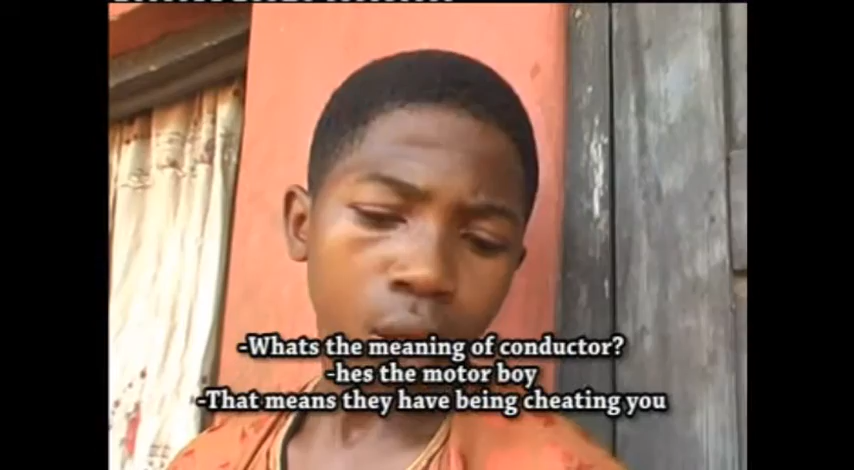 -Whats the meaning of conductor?
-hes the motor boy
-That means they have being cheating you